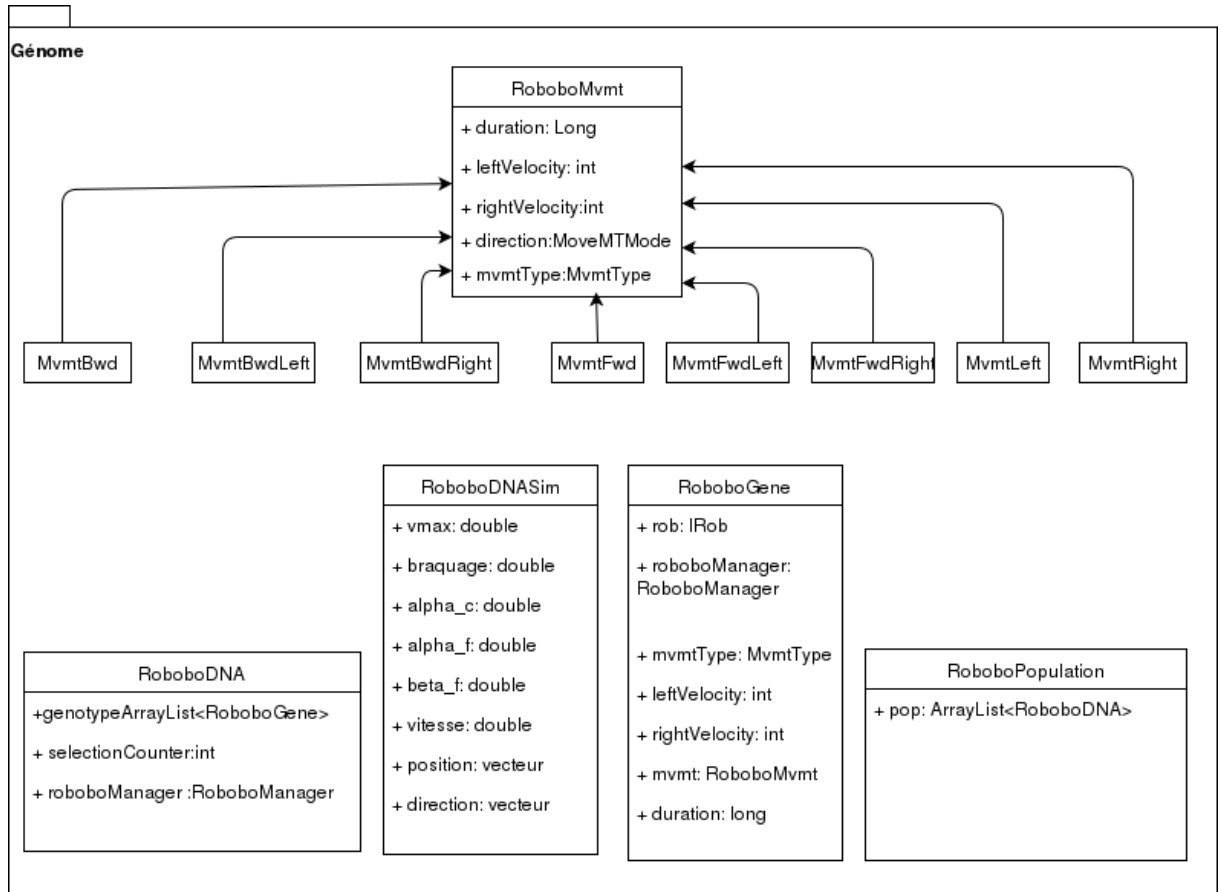 Génome
RoboboMvmt
+ duration: Long
+ leftVelocity: int
+ rightVelocity:int
+ direction:MoveMTMode
+ mvmtType:MvmtType
MvmtBwd
MvmtBwdLeft
MvmtBwdRight
MvmtFwd
MvmtFwdLeft
MvmtFwdRight
MvmtLeft
MvmtRight
RoboboDNASim
+ vmax: double
+ braquage: double
+ alpha_c: double
+ alpha_f: double
+ beta_f: double
+ vitesse: double
+ position: vecteur
+ direction: vecteur
RoboboGene
+ rob: IRob
+ roboboManager:
RoboboManager
+ mvmtType: MvmtType
+ leftVelocity: int
+ rightVelocity: int
+ mvmt: RoboboMvmt
+ duration: long
RoboboDNA
+genotypeArrayList<RoboboGene>
+ selectionCounter:int
+ roboboManager :RoboboManager
RoboboPopulation
+ pop: ArrayList<RoboboDNA>